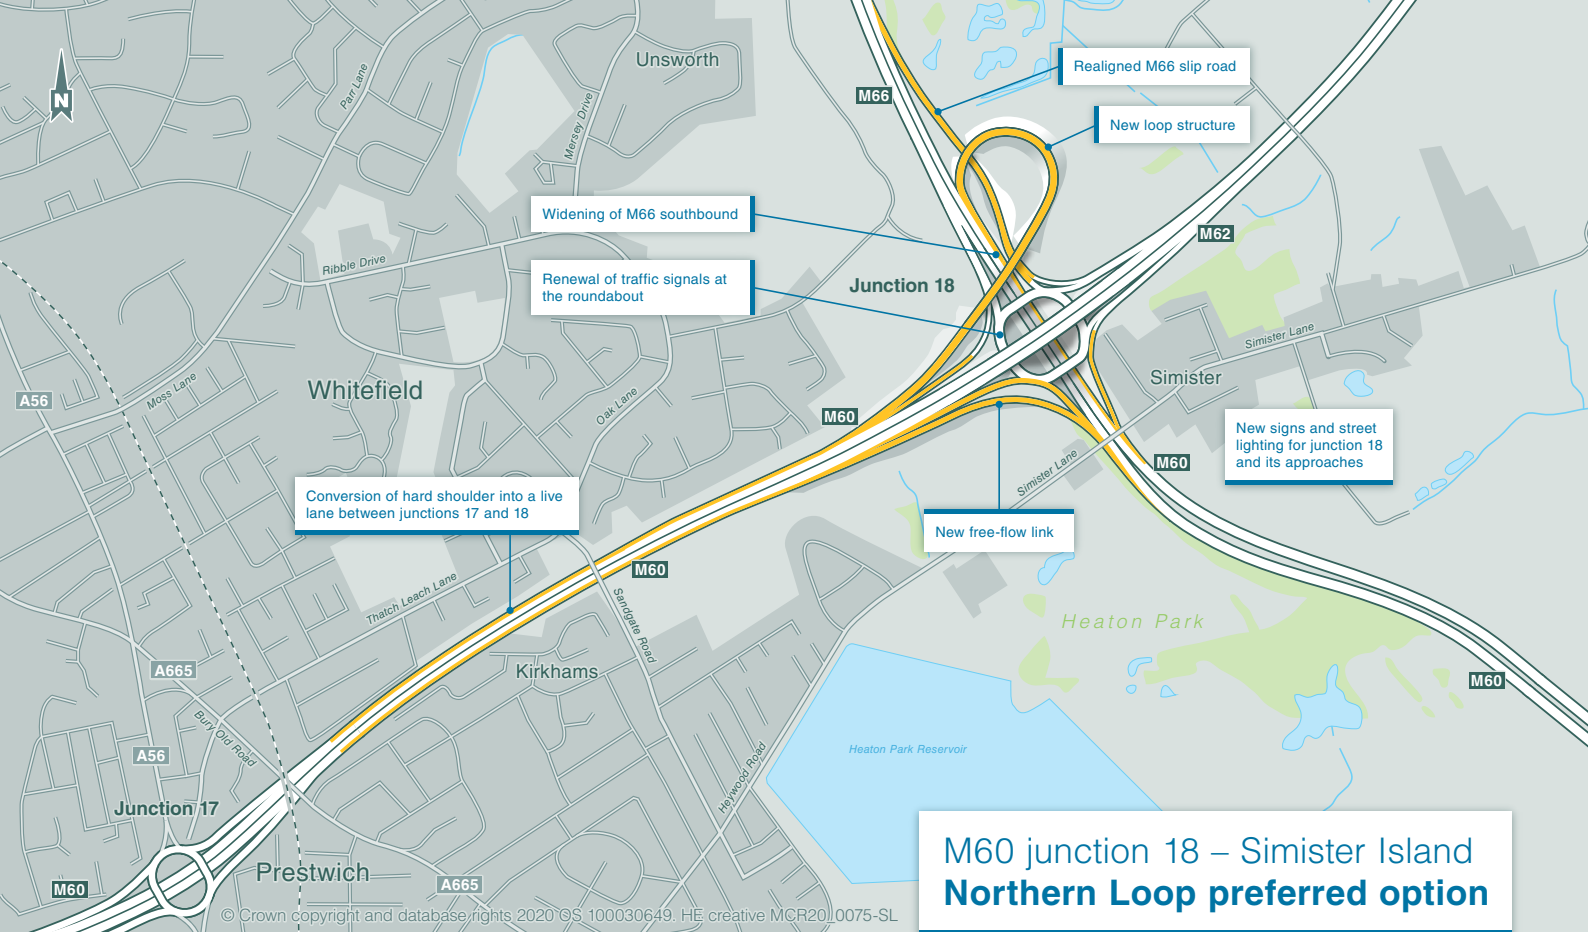 Unsworth
Parr Lane
Mersey Drive
N
M66
Realigned M66 slip road
New loop structure
Widening of M66 southbound
M62
Ribble Drive
Renewal of traffic signals at
the roundabout
Junction 18
Simister Lane
Simister
Whitefield
Moss Lane
A56
Oak Lane
M60
New signs and street
lighting for junction 18
and its approaches
M60
Simister Lane
Conversion of hard shoulder into a live
lane between junctions 17 and 18
New free-flow link
M60
Thatch Leach Lane
Sandgate Road
Heaton Park
A665
Kirkhams
M60
Bury Old Road
A56
Heaton Park Reservoir
Heywood Road
Junction 17
Prestwich
M60
A665
M60 junction 18 – Simister Island
Northern Loop preferred option
© Crown copyright and database rights 2020 OS 100030649. HE creative MCR20_0075-SL